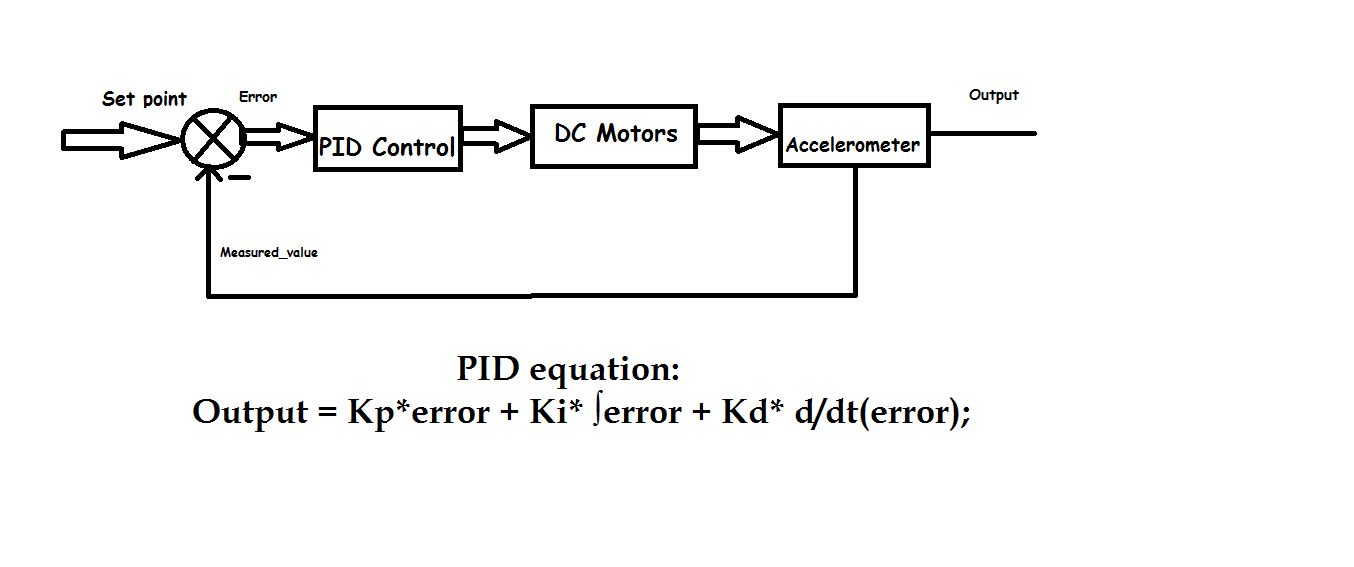 Set point
Error
PID Control
DC Motors
Accelerometer
Output
Measured_value
PID equation:
Output = Kp*error + Ki* ∫error + Kd* d/dt(error);